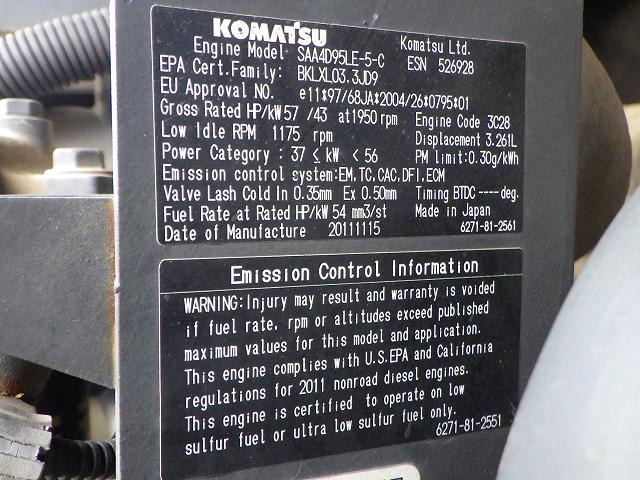 KOMATSU
Komatsu Ltd.
Engine Model SAA4D95LE-5-C ESN 526928
EPA Cert.Family: BKLXL03.3JD9
EU Approval NO. e11*97/68JA*2004/26*0795*01
Gross Rated HP/kW 57 /43 at1950 rpm Engine Code 3C28
Low Idle RPM 1175 rpm Displacement 3.261L
Power Category : 37 ≤ kW < 56 PM limit:0.30g/kWh
Emission control system:EM,TC,CAC,DFI,ECM
Valve Lash Cold In 0.35mm Ex 0.50mm Timing BTDC ----deg.
Fuel Rate at Rated HP/kW 54 mm3/st Made in Japan
Date of Manufacture 20111115 6271-81-2561
Emission Control Information
WARNING:Injury may result and warranty is voided
if fuel rate, rpm or altitudes exceed published
maximum values for this model and application.
This engine complies with U.S.EPA and California
regulations for 2011 nonroad diesel engines.
This engine is certified to operate on low
sulfur fuel or ultra low sulfur fuel only.
6271-81-2551